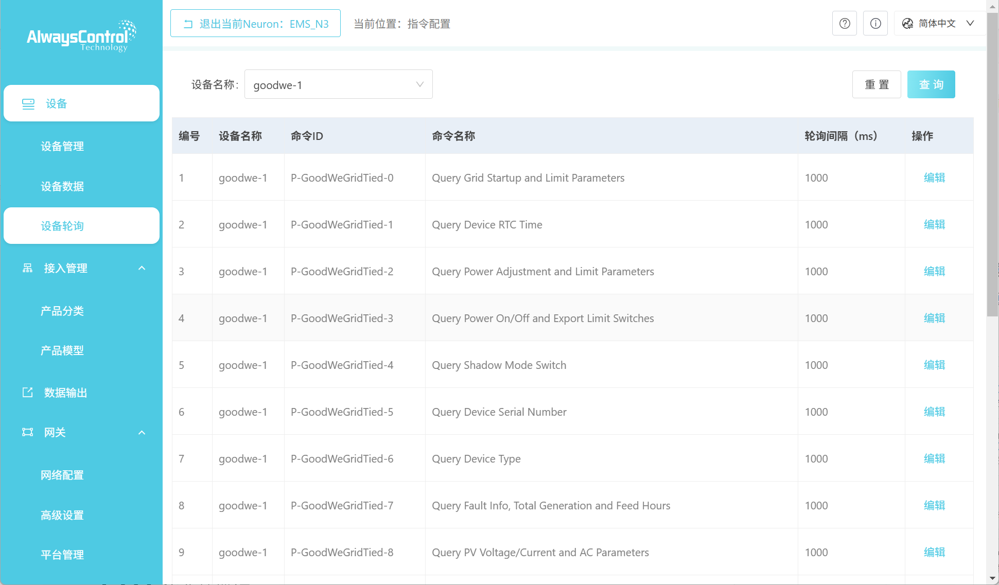 AlwaysControl
Technology
退出当前Neuron：EMS_N3
当前位置：指令配置
简体中文
设备
设备管理
设备数据
设备轮询
接入管理
产品分类
产品模型
数据输出
网关
网络配置
高级设置
平台管理
设备名称:
goodwe-1
重 置
查 询
编号 设备名称 命令ID 命令名称 轮询间隔（ms） 操作
1 goodwe-1 P-GoodWeGridTied-0 Query Grid Startup and Limit Parameters 1000 编辑
2 goodwe-1 P-GoodWeGridTied-1 Query Device RTC Time 1000 编辑
3 goodwe-1 P-GoodWeGridTied-2 Query Power Adjustment and Limit Parameters 1000 编辑
4 goodwe-1 P-GoodWeGridTied-3 Query Power On/Off and Export Limit Switches 1000 编辑
5 goodwe-1 P-GoodWeGridTied-4 Query Shadow Mode Switch 1000 编辑
6 goodwe-1 P-GoodWeGridTied-5 Query Device Serial Number 1000 编辑
7 goodwe-1 P-GoodWeGridTied-6 Query Device Type 1000 编辑
8 goodwe-1 P-GoodWeGridTied-7 Query Fault Info, Total Generation and Feed Hours 1000 编辑
9 goodwe-1 P-GoodWeGridTied-8 Query PV Voltage/Current and AC Parameters 1000 编辑